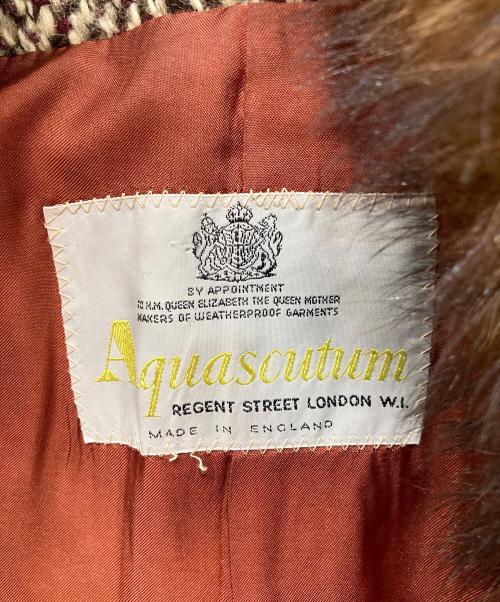 BY APPOINTMENT
TO H.M. QUEEN ELIZABETH THE QUEEN MOTHER
MAKERS OF WEATHERPROOF GARMENTS
Aquascutum
REGENT STREET LONDON W.I.
MADE IN ENGLAND